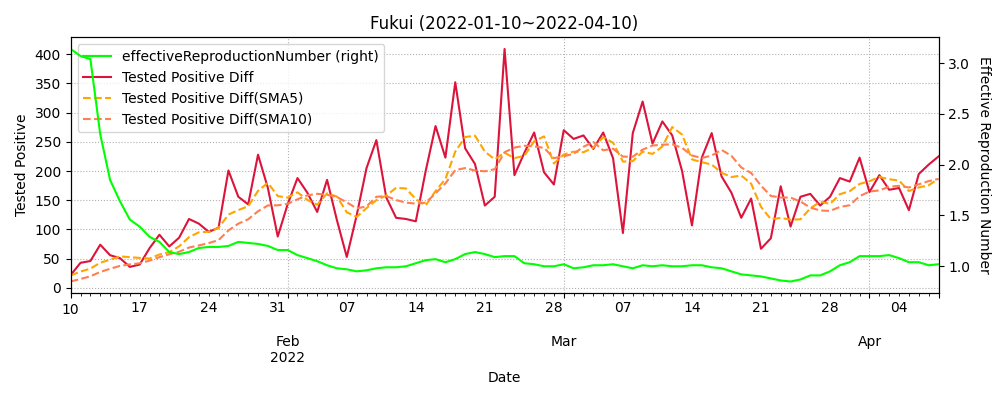 Fukui (2022-01-10~2022-04-10)
effectiveReproductionNumber (right)
Tested Positive Diff
Tested Positive Diff(SMA5)
Tested Positive Diff(SMA10)
Tested Positive
400
350
300
250
200
150
100
50
0
Effective Reproduction Number
3.0
2.5
2.0
1.5
1.0
10 17 24 31 07 14 21 28 07 14 21 28 04
Feb Mar Apr
2022
Date